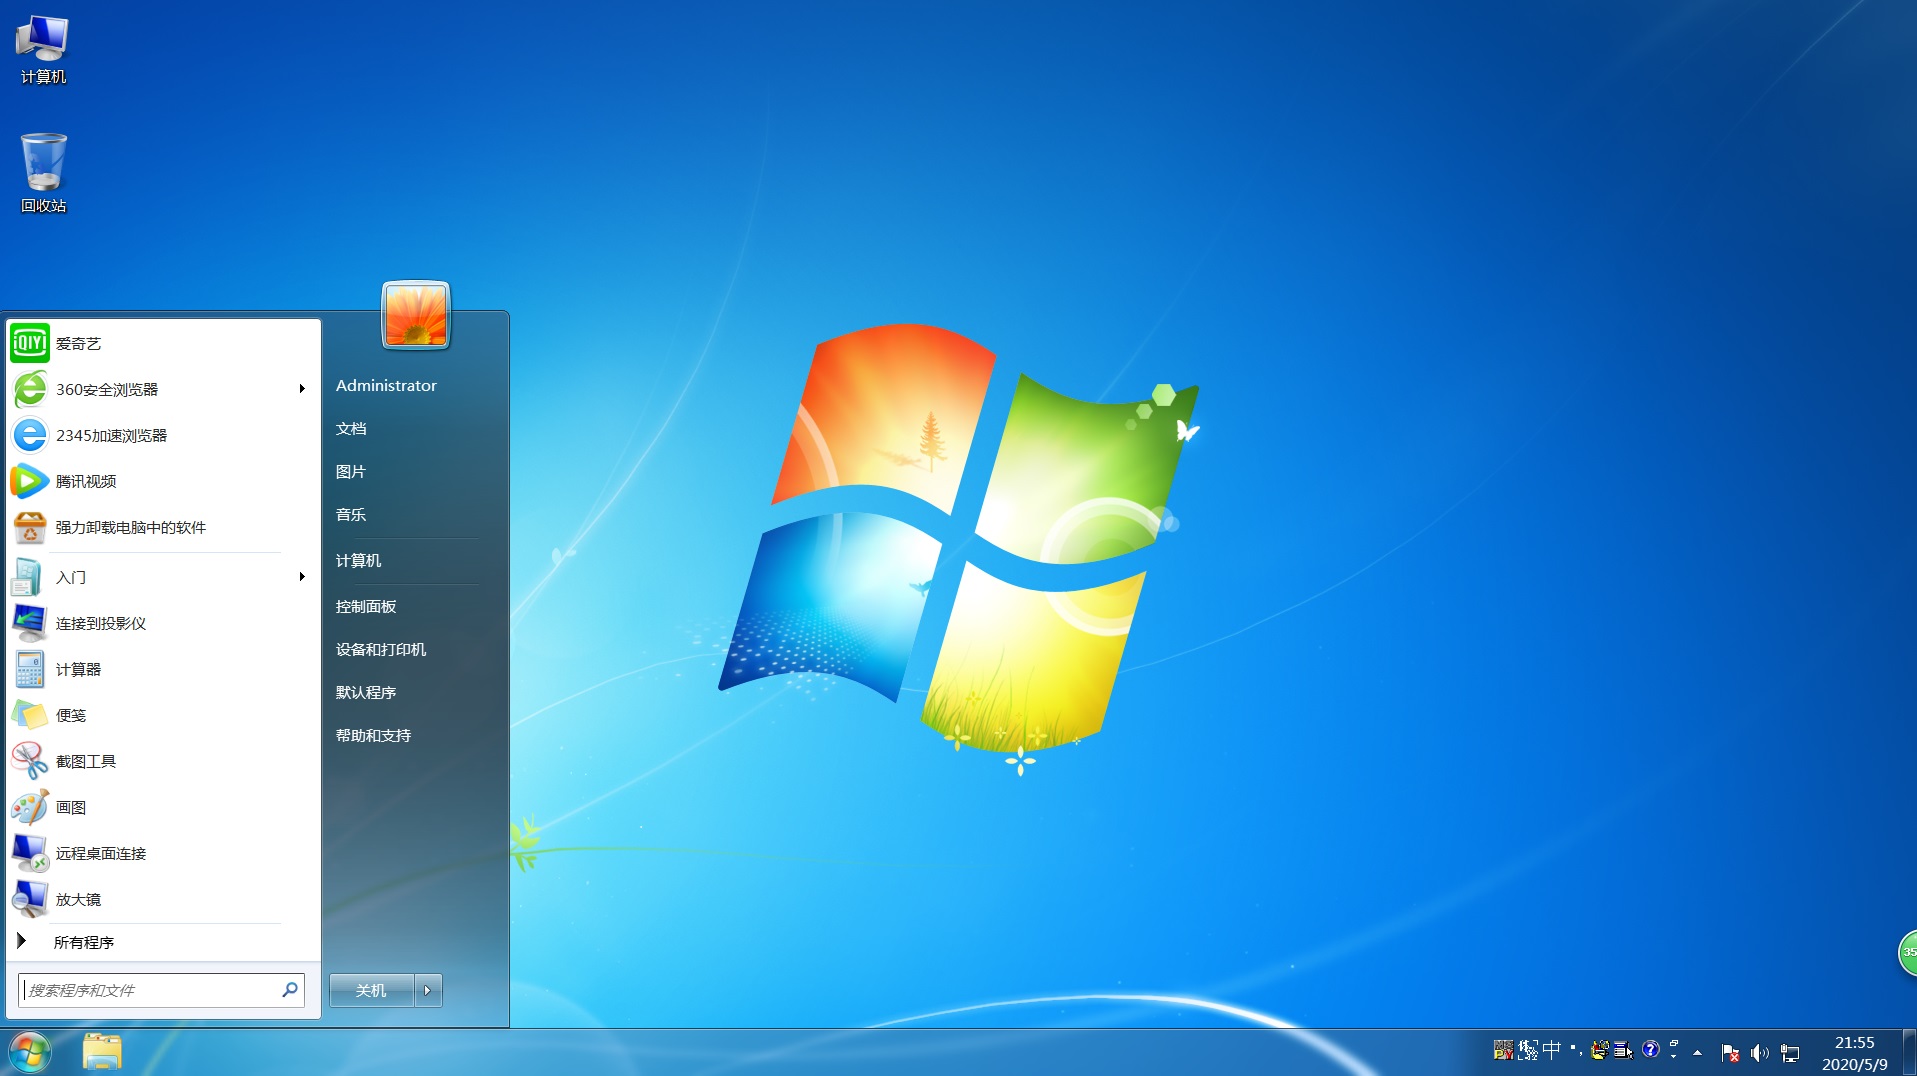 计算机
回收站
iQIYI
爱奇艺
360安全浏览器
2345加速浏览器
腾讯视频
强力卸载电脑中的软件
入门
连接到投影仪
计算器
便笺
截图工具
画图
远程桌面连接
放大镜
所有程序
搜索程序和文件
Administrator
文档
图片
音乐
计算机
控制面板
设备和打印机
默认程序
帮助和支持
关机
35
中
21:55
2020/5/9